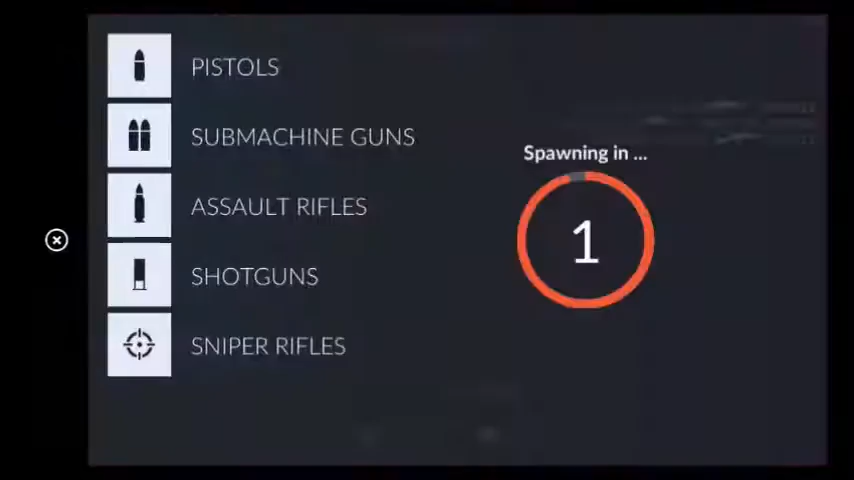 PISTOLS
SUBMACHINE GUNS
ASSAULT RIFLES
SHOTGUNS
SNIPER RIFLES
Spawning in ...
1